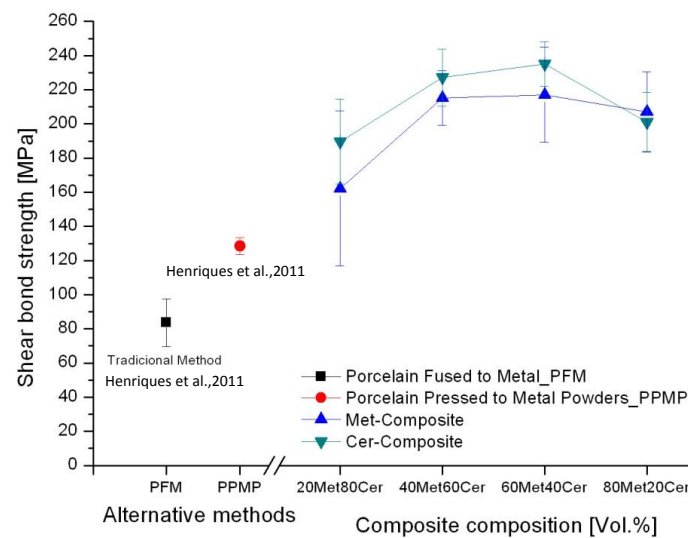 Shear bond strength [MPa]
260
240
220
200
180
160
140
120
100
80
60
40
20
0
Henriques et al.,2011
Tradicional Method
Henriques et al.,2011
Porcelain Fused to Metal_PFM
Porcelain Pressed to Metal Powders_PPMP
Met-Composite
Cer-Composite
PFM PPMP 20Met80Cer 40Met60Cer 60Met40Cer 80Met20Cer
Alternative methods Composite composition [Vol.%]